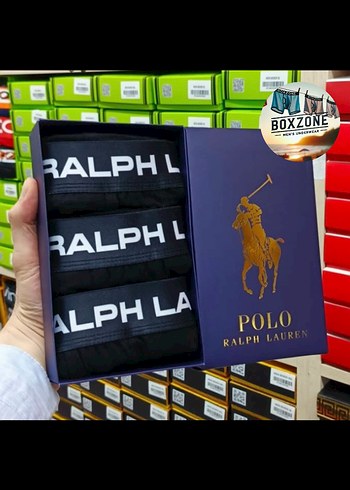 BOXZONE
MEN'S UNDERWEAR
RALPH L
RALPH L
ALPH LA
POLO
RALPH LAUREN